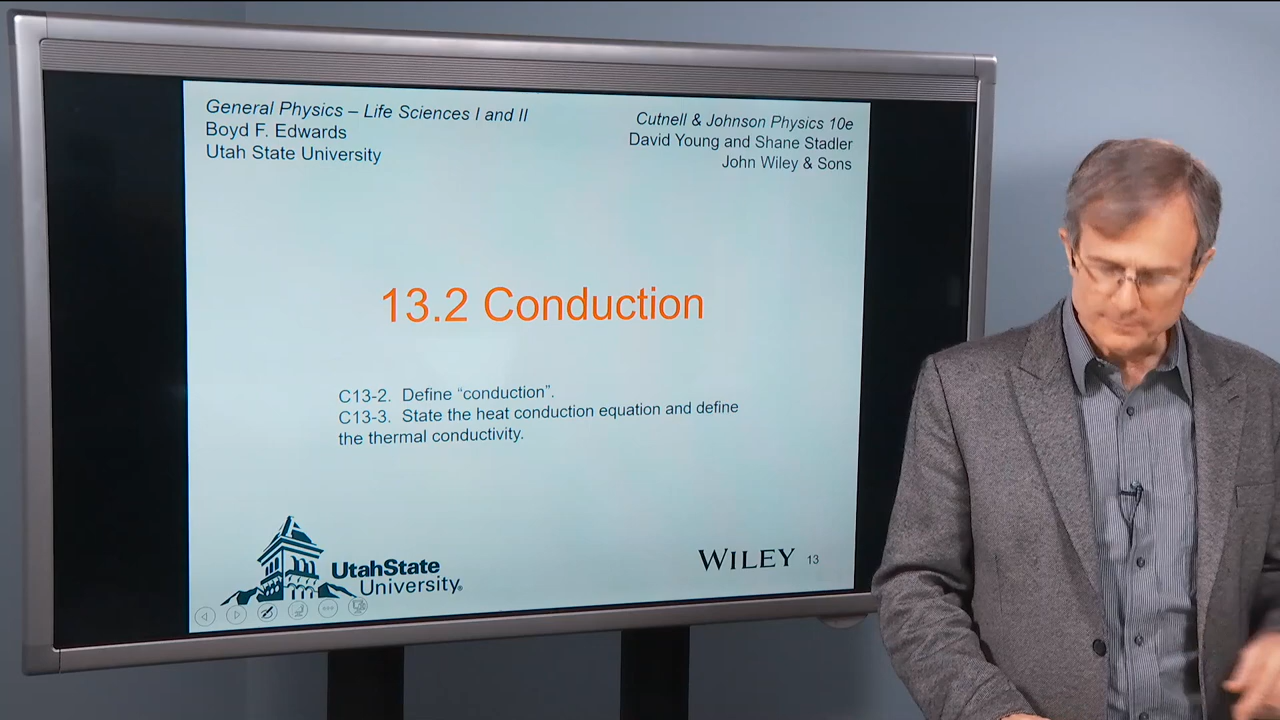 General Physics – Life Sciences I and II
Boyd F. Edwards
Utah State University
Cutnell & Johnson Physics 10e
David Young and Shane Stadler
John Wiley & Sons
13.2 Conduction
C13-2. Define “conduction”.
C13-3. State the heat conduction equation and define
the thermal conductivity.
UtahState
University®
WILEY 13